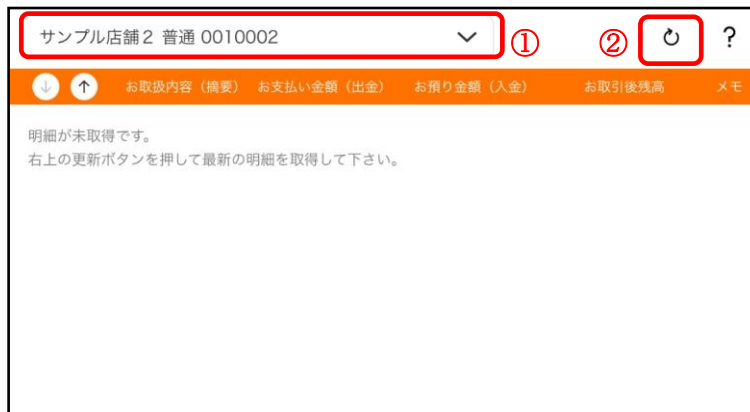 サンプル店舗２ 普通 0010002
①
②
?
↓ ↑ お取扱内容（摘要） お支払い金額（出金） お預り金額（入金） お取引後残高 メモ
明細が未取得です。
右上の更新ボタンを押して最新の明細を取得して下さい。